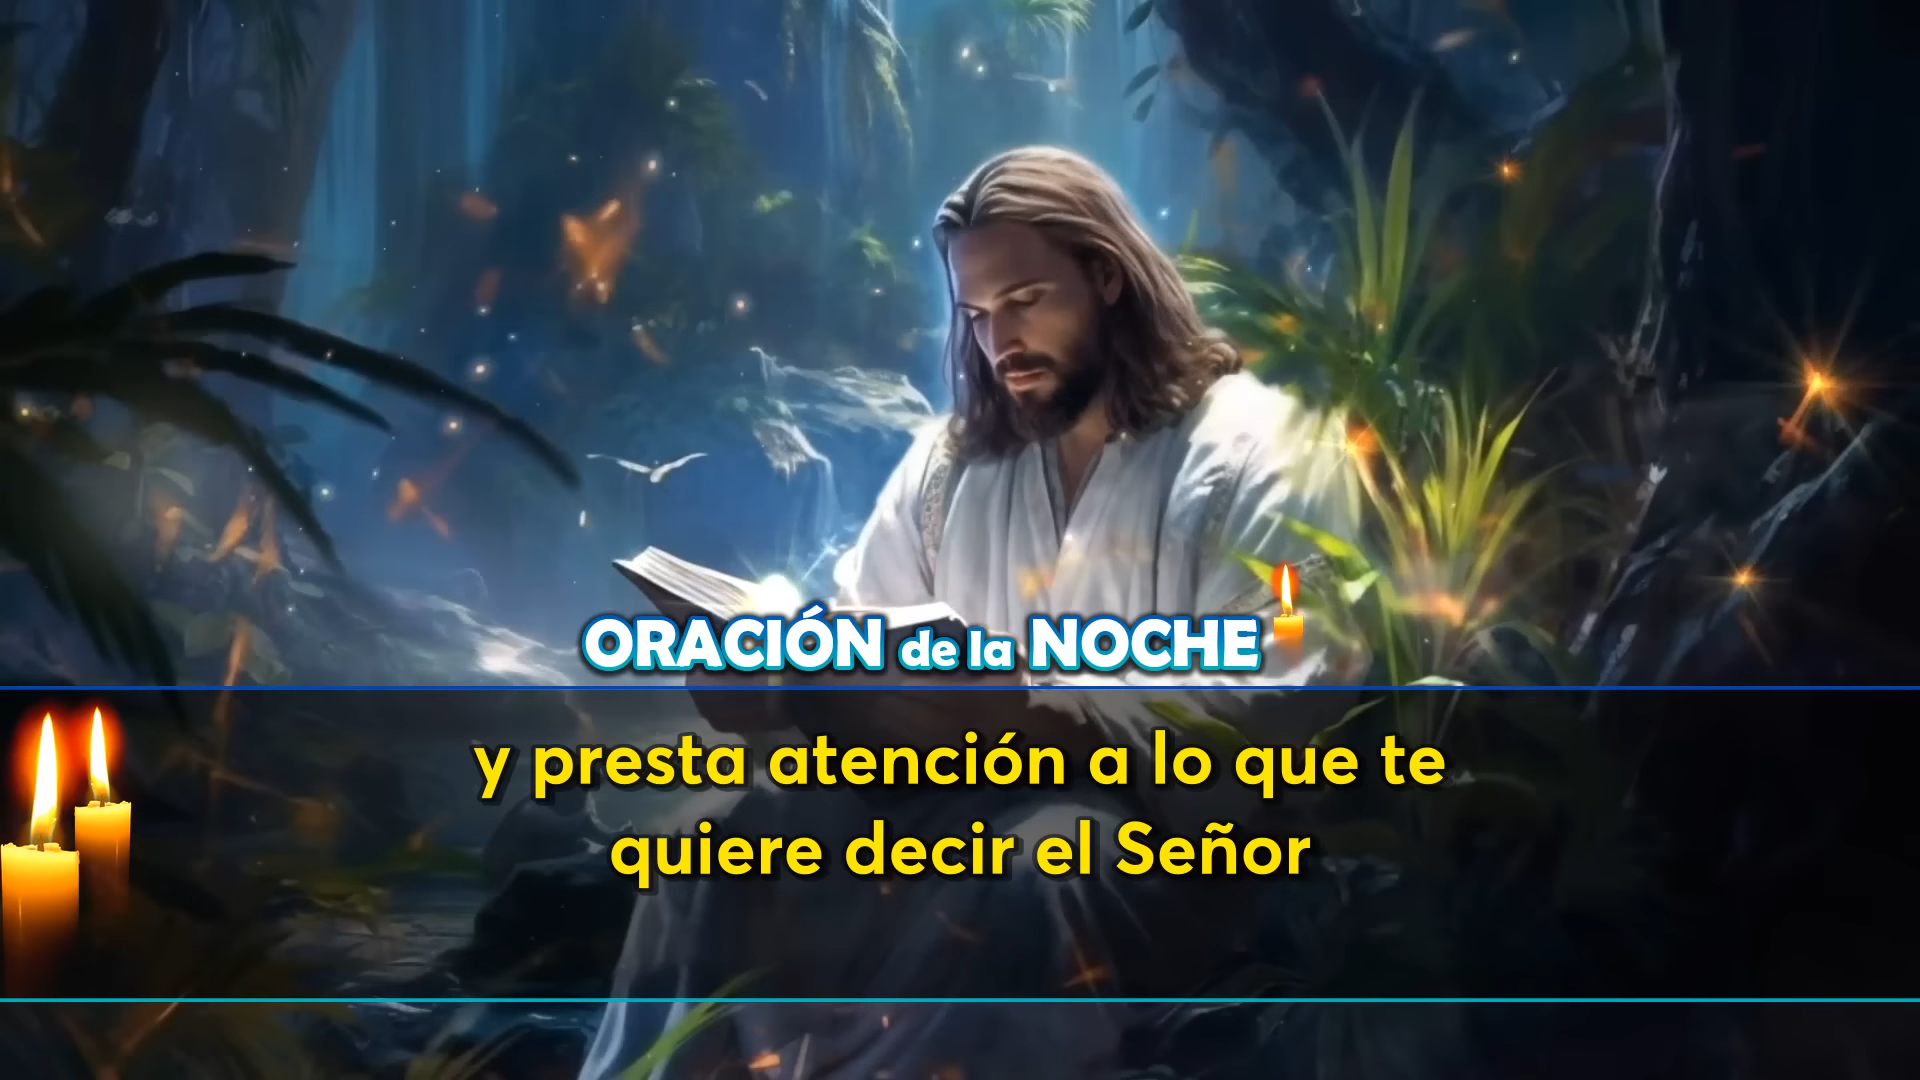 ORACIÓN de la NOCHE
y presta atención a lo que te
quiere decir el Señor